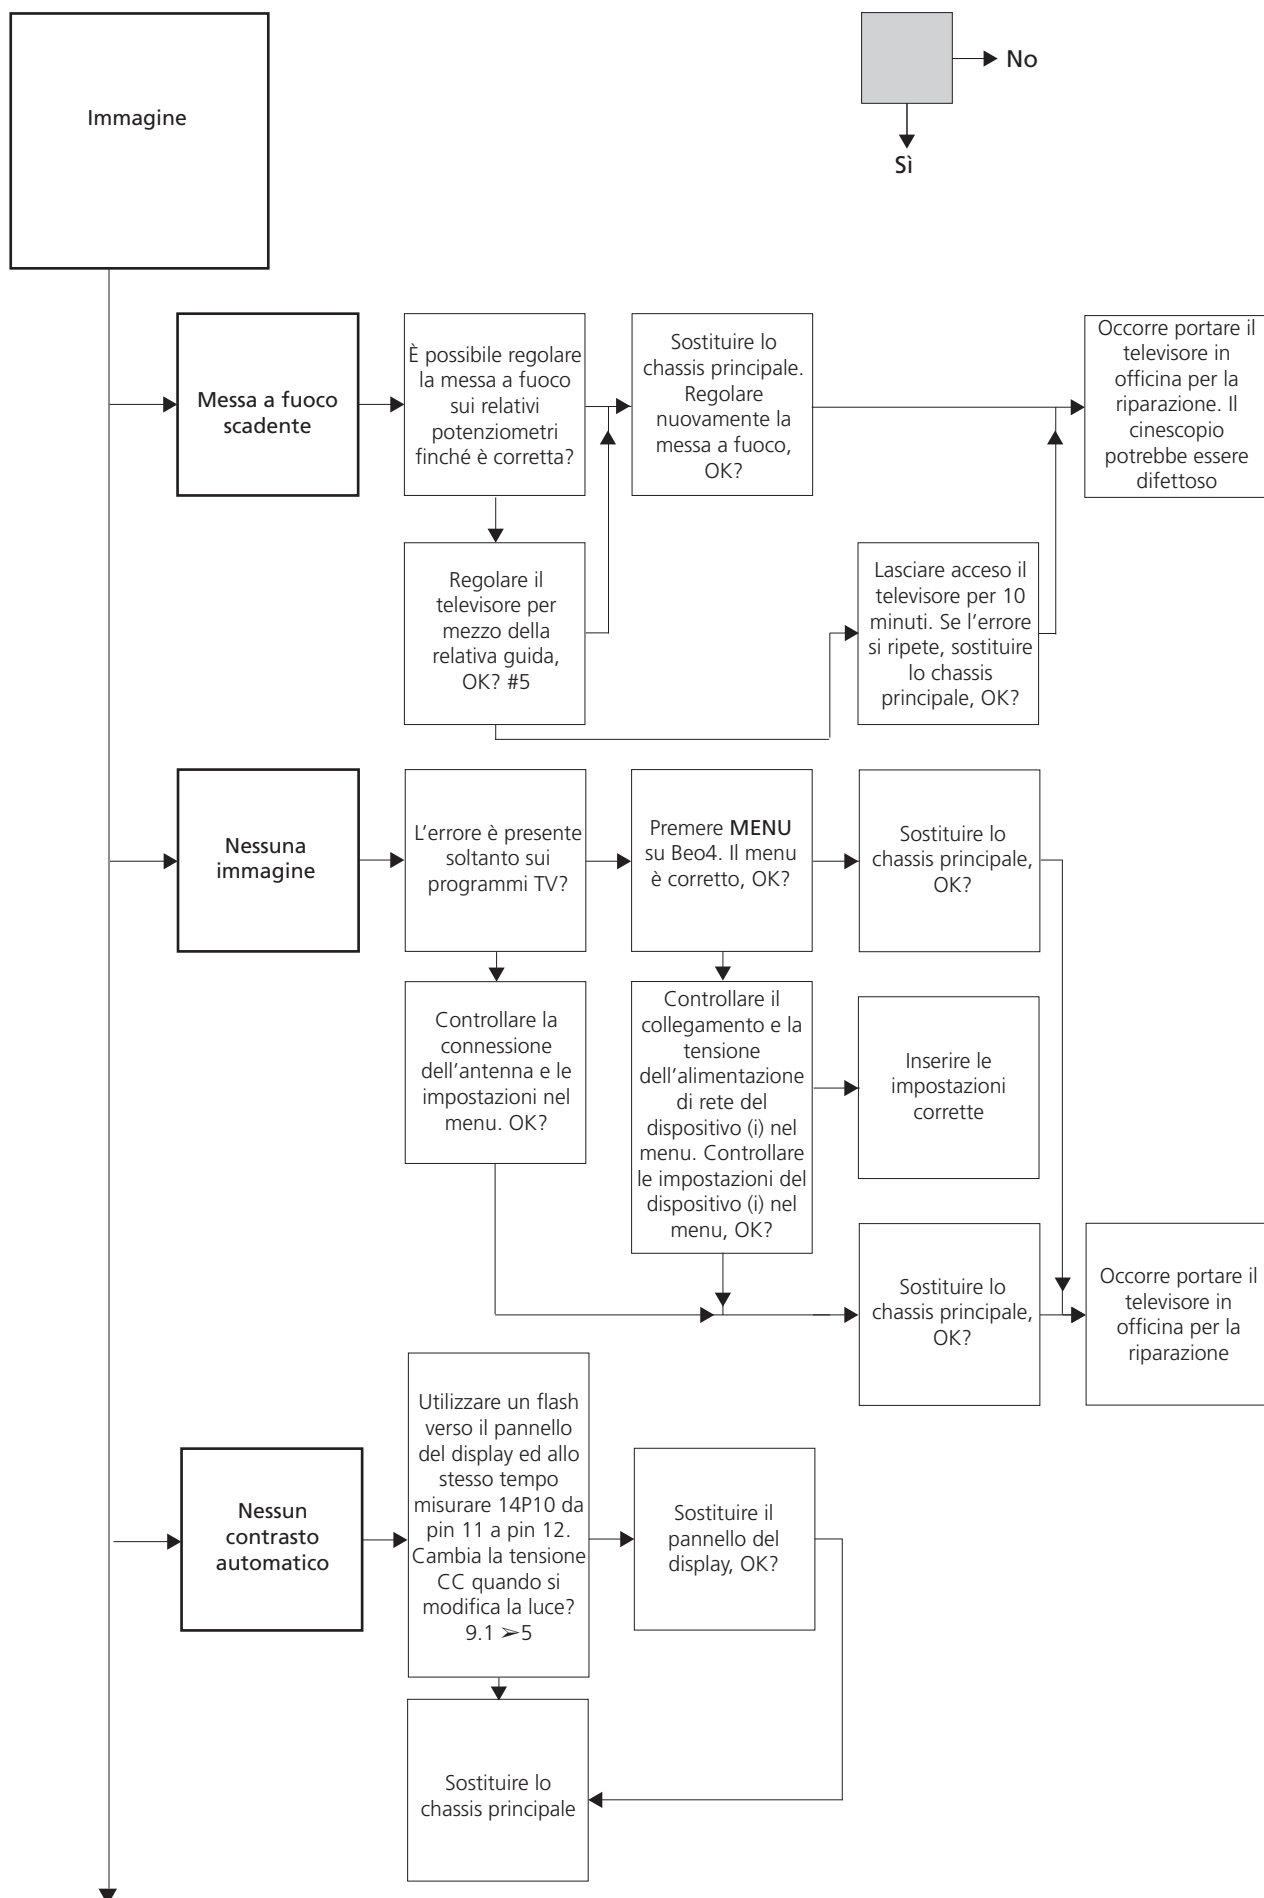 Immagine
No
Sì
Messa a fuoco
scadente
È possibile regolare
la messa a fuoco
sui relativi
potenziometri
finché è corretta?
Sostituire lo
chassis principale.
Regolare
nuovamente la
messa a fuoco,
OK?
Occorre portare il
televisore in
officina per la
riparazione. Il
cinescopio
potrebbe essere
difettoso
Regolare il
televisore per
mezzo della
relativa guida,
OK? #5
Lasciare acceso il
televisore per 10
minuti. Se l'errore
si ripete, sostituire
lo chassis
principale, OK?
Nessuna
immagine
L'errore è presente
soltanto sui
programmi TV?
Premere MENU
su Beo4. Il menu
è corretto, OK?
Sostituire lo
chassis principale,
OK?
Controllare la
connessione
dell'antenna e le
impostazioni nel
menu. OK?
Controllare il
collegamento e la
tensione
dell'alimentazione
di rete del
dispositivo (i) nel
menu. Controllare
le impostazioni del
dispositivo (i) nel
menu, OK?
Inserire le
impostazioni
corrette
Sostituire lo
chassis principale,
OK?
Occorre portare il
televisore in
officina per la
riparazione
Nessun
contrasto
automatico
Utilizzare un flash
verso il pannello
del display ed allo
stesso tempo
misurare 14P10 da
pin 11 a pin 12.
Cambia la tensione
CC quando si
modifica la luce?
9.1 ➢5
Sostituire il
pannello del
display, OK?
Sostituire lo
chassis principale